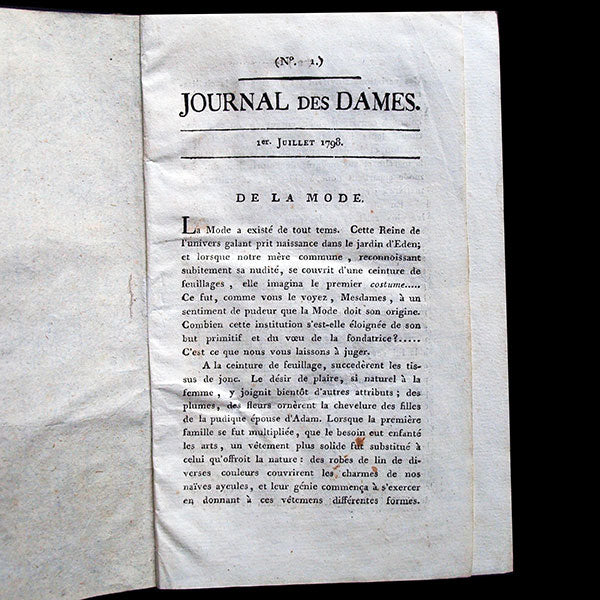 (Nº. 1.)
JOURNAL DES DAMES.
1er. JUILLET 1798.
DE LA MODE.
La Mode a existé de tout tems. Cette Reine de
l'univers galant prit naissance dans le jardin d'Eden;
et lorsque notre mère commune, reconnoissant
subitement sa nudité, se couvrit d'une ceinture de
feuillages, elle imagina le premier costume.....
Ce fut, comme vous le voyez, Mesdames, à un
sentiment de pudeur que la Mode doit son origine.
Combien cette institution s'est-elle éloignée de son
but primitif et du vœu de la fondatrice?.....
C'est ce que nous vous laissons à juger.
A la ceinture de feuillage, succedèrent les tis-
sus de jonc. Le désir de plaire, si naturel à la
femme, y joignit bientôt d'autres attributs; des
plumes, des fleurs ornèrent la chevelure des filles
de la pudique épouse d'Adam. Lorsque la première
famille se fut multipliée, que le besoin eut enfanté
les arts, un vêtement plus solide fut substitué à
celui qu'offroit la nature: des robes de lin de di-
verses couleurs couvrirent les charmes de nos
naïves ayeules, et leur génie commença à s'exercer
en donnant à ces vêtemens différentes formes.